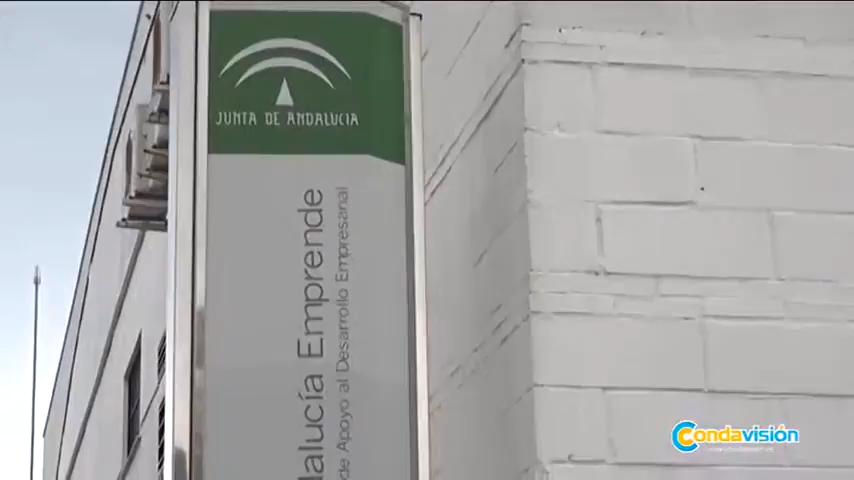 JUNTA DE ANDALUCIA
dalucía Emprende
de Apoyo al Desarrollo Empresarial
Condavisión